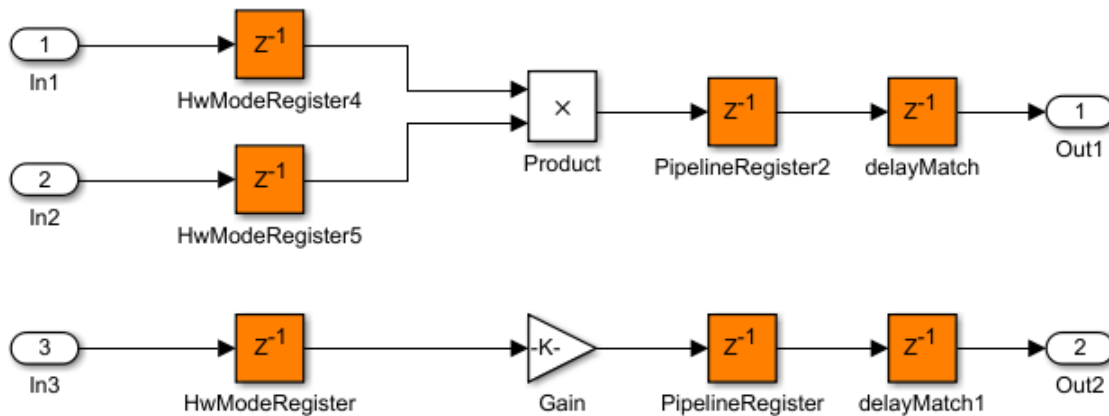 1
In1
Z-1
HwModeRegister4
2
In2
Z-1
HwModeRegister5
×
Product
Z-1
PipelineRegister2
Z-1
delayMatch
1
Out1
3
In3
Z-1
HwModeRegister
-K-
Gain
Z-1
PipelineRegister
Z-1
delayMatch1
2
Out2